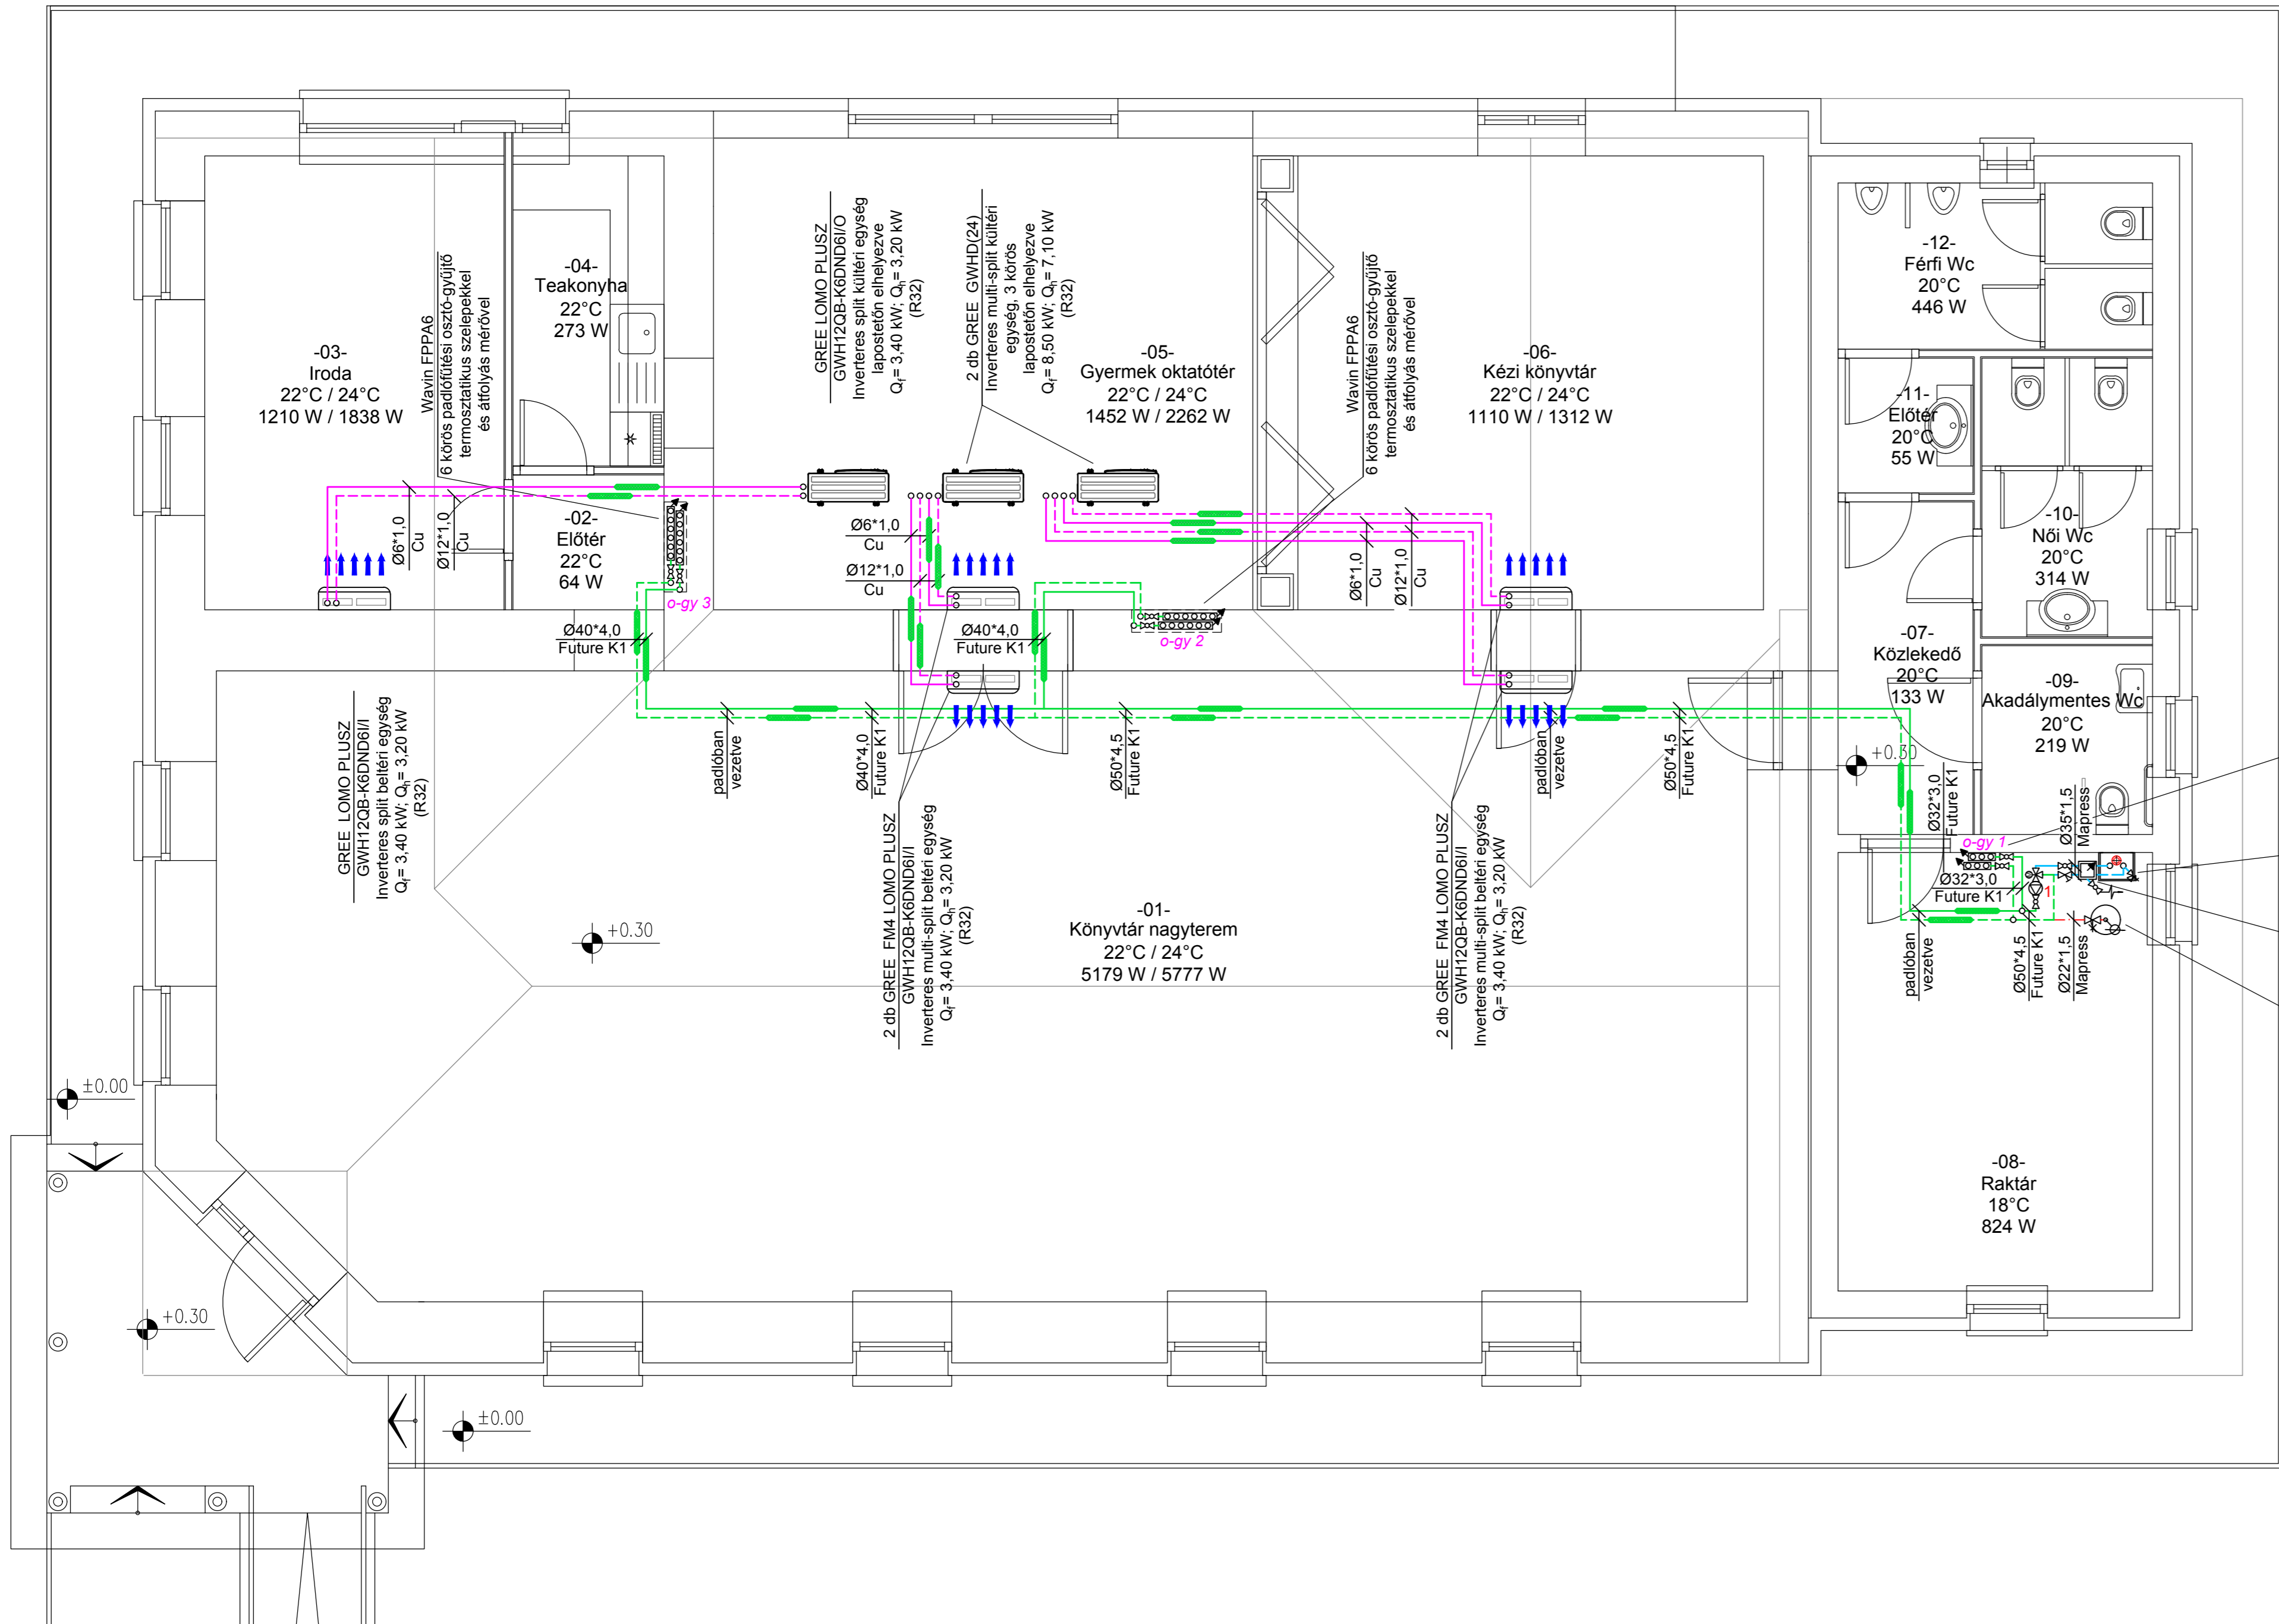 -03-
Iroda
22°C / 24°C
1210 W / 1838 W
Wavin FPPA6
6 körös padlófűtési osztó-gyűjtő
termosztatikus szelepekkel
és átfolyás mérővel
-04-
Teakonyha
22°C
273 W
GREE LOMO PLUSZ
GWH12QB-K6DND6I/O
Inverteres split kültéri egység
lapostetőn elhelyezve
Qf= 3,40 kW; Qh= 3,20 kW
(R32)
2 db GREE GWHD(24)
Inverteres multi-split kültéri
egység, 3 körös
lapostetőn elhelyezve
Qf= 8,50 kW; Qh= 7,10 kW
(R32)
-05-
Gyermek oktatótér
22°C / 24°C
1452 W / 2262 W
Wavin FPPA6
6 körös padlófűtési osztó-gyűjtő
termosztatikus szelepekkel
és átfolyás mérővel
-06-
Kézi könyvtár
22°C / 24°C
1110 W / 1312 W
-12-
Férfi Wc
20°C
446 W
-11-
Előtér
20°C
55 W
-10-
Női Wc
20°C
314 W
-02-
Előtér
22°C
64 W
Ø6*1,0
Cu
Ø12*1,0
Cu
Ø6*1,0
Cu
Ø12*1,0
Cu
Ø6*1,0
Cu
Ø12*1,0
Cu
o-gy 3
o-gy 2
Ø40*4,0
Future K1
Ø40*4,0
Future K1
-07-
Közlekedő
20°C
133 W
-09-
Akadálymentes Wc
20°C
219 W
GREE LOMO PLUSZ
GWH12QB-K6DND6I/I
Inverteres split beltéri egység
Qf= 3,40 kW; Qh= 3,20 kW
(R32)
padlóban
vezetve
Ø40*4,0
Future K1
Ø50*4,5
Future K1
padlóban
vezetve
Ø50*4,5
Future K1
+0.30
2 db GREE FM4 LOMO PLUSZ
GWH12QB-K6DND6I/I
Inverteres multi-split beltéri egység
Qf= 3,40 kW; Qh= 3,20 kW
(R32)
2 db GREE FM4 LOMO PLUSZ
GWH12QB-K6DND6I/I
Inverteres multi-split beltéri egység
Qf= 3,40 kW; Qh= 3,20 kW
(R32)
Ø32*3,0
Future K1
Ø35*1,5
Mapress
o-gy 1
Ø32*3,0
Future K1
1
padlóban
vezetve
Ø50*4,5
Future K1
Ø22*1,5
Mapress
+0.30
-01-
Könyvtár nagyterem
22°C / 24°C
5179 W / 5777 W
±0.00
-08-
Raktár
18°C
824 W
+0.30
±0.00